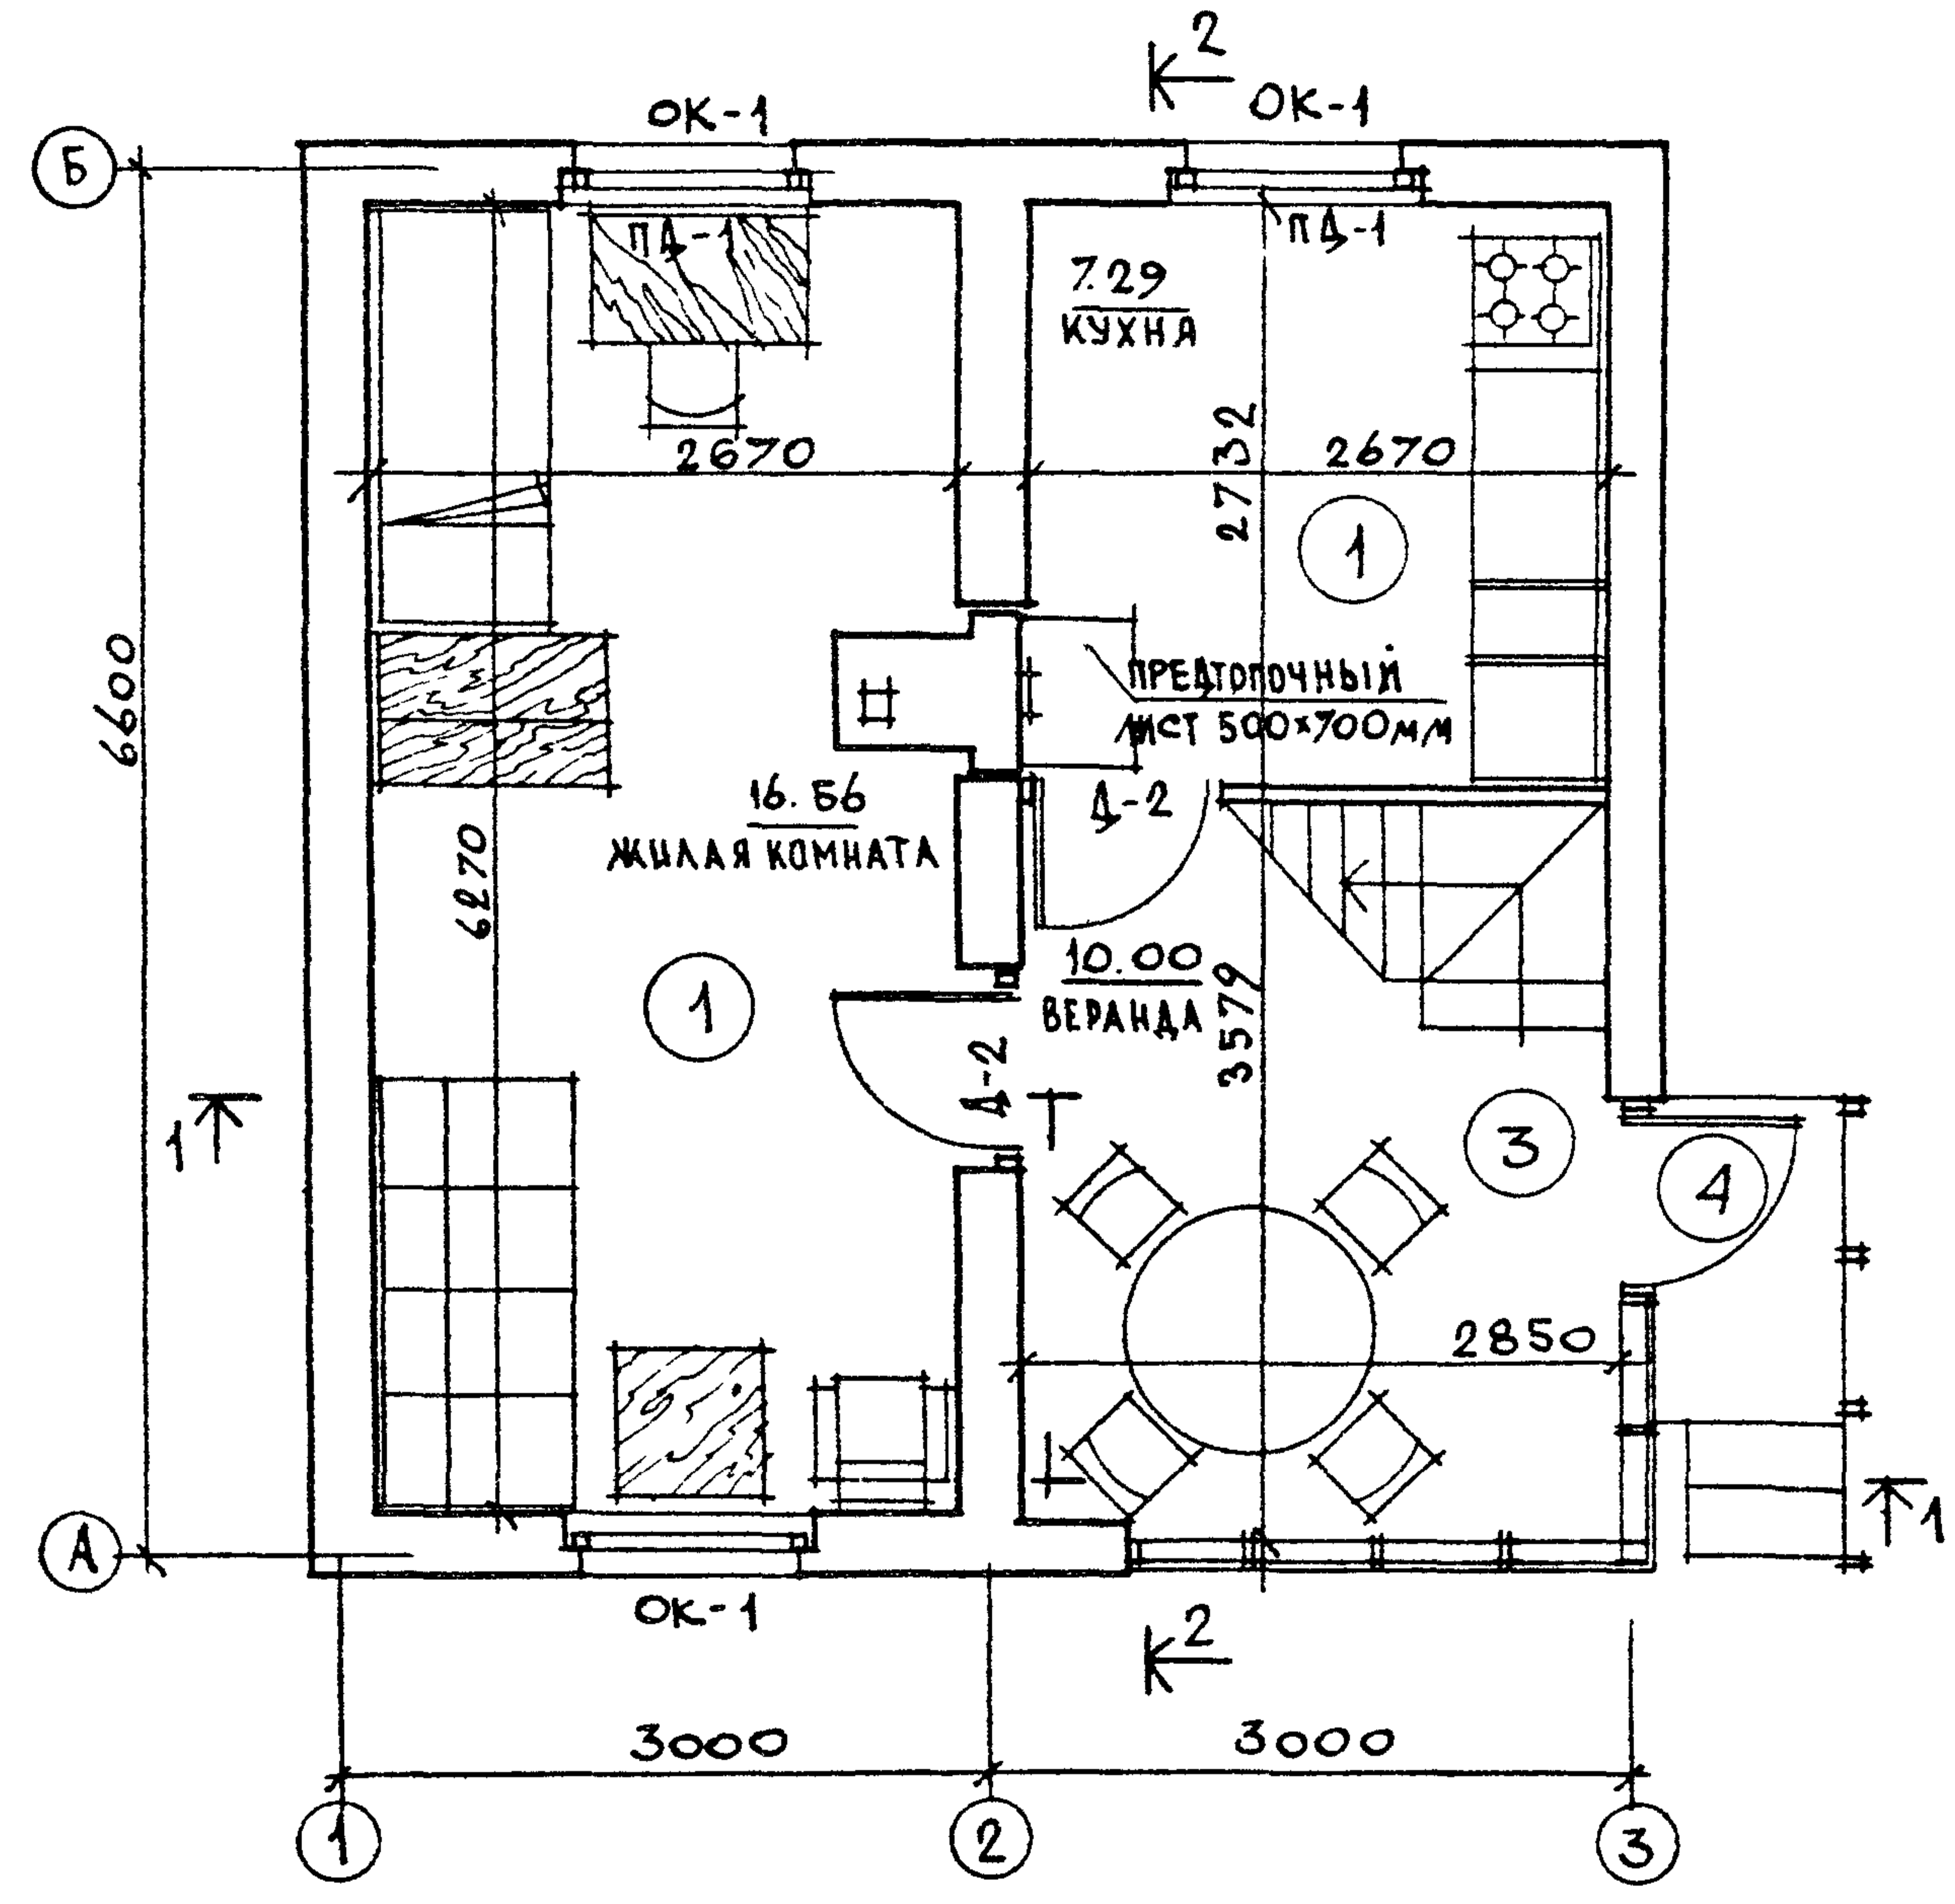 2
ОК-1
ОК-1
Б
ПД-1
ПД-1
7.29
КУХНЯ
2670
2732
2670
1
6600
ПРЕДТОПОЧНЫЙ
ЛИСТ 500×700мм
16.56
ЖИЛАЯ КОМНАТА
Д-2
6270
10.00
ВЕРАНДА
3579
1
Д-2
1
3
4
2850
А
1
ОК-1
2
3000
3000
1
2
3